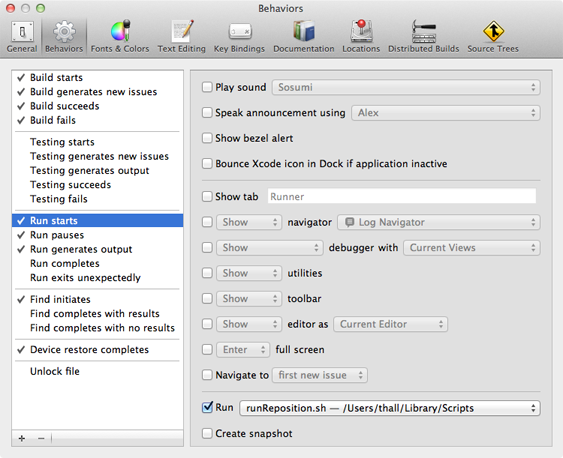 Behaviors
General Behaviors Fonts & Colors Text Editing Key Bindings Documentation Locations Distributed Builds Source Trees
Build starts
Build generates new issues
Build succeeds
Build fails
Testing starts
Testing generates new issues
Testing generates output
Testing succeeds
Testing fails
Run starts
Run pauses
Run generates output
Run completes
Run exits unexpectedly
Find initiates
Find completes with results
Find completes with no results
Device restore completes
Unlock file
+ −
Play sound Sosumi
Speak announcement using Alex
Show bezel alert
Bounce Xcode icon in Dock if application inactive
Show tab Runner
Show navigator Log Navigator
Show debugger with Current Views
Show utilities
Show toolbar
Show editor as Current Editor
Enter full screen
Navigate to first new issue
Run runReposition.sh — /Users/thall/Library/Scripts
Create snapshot